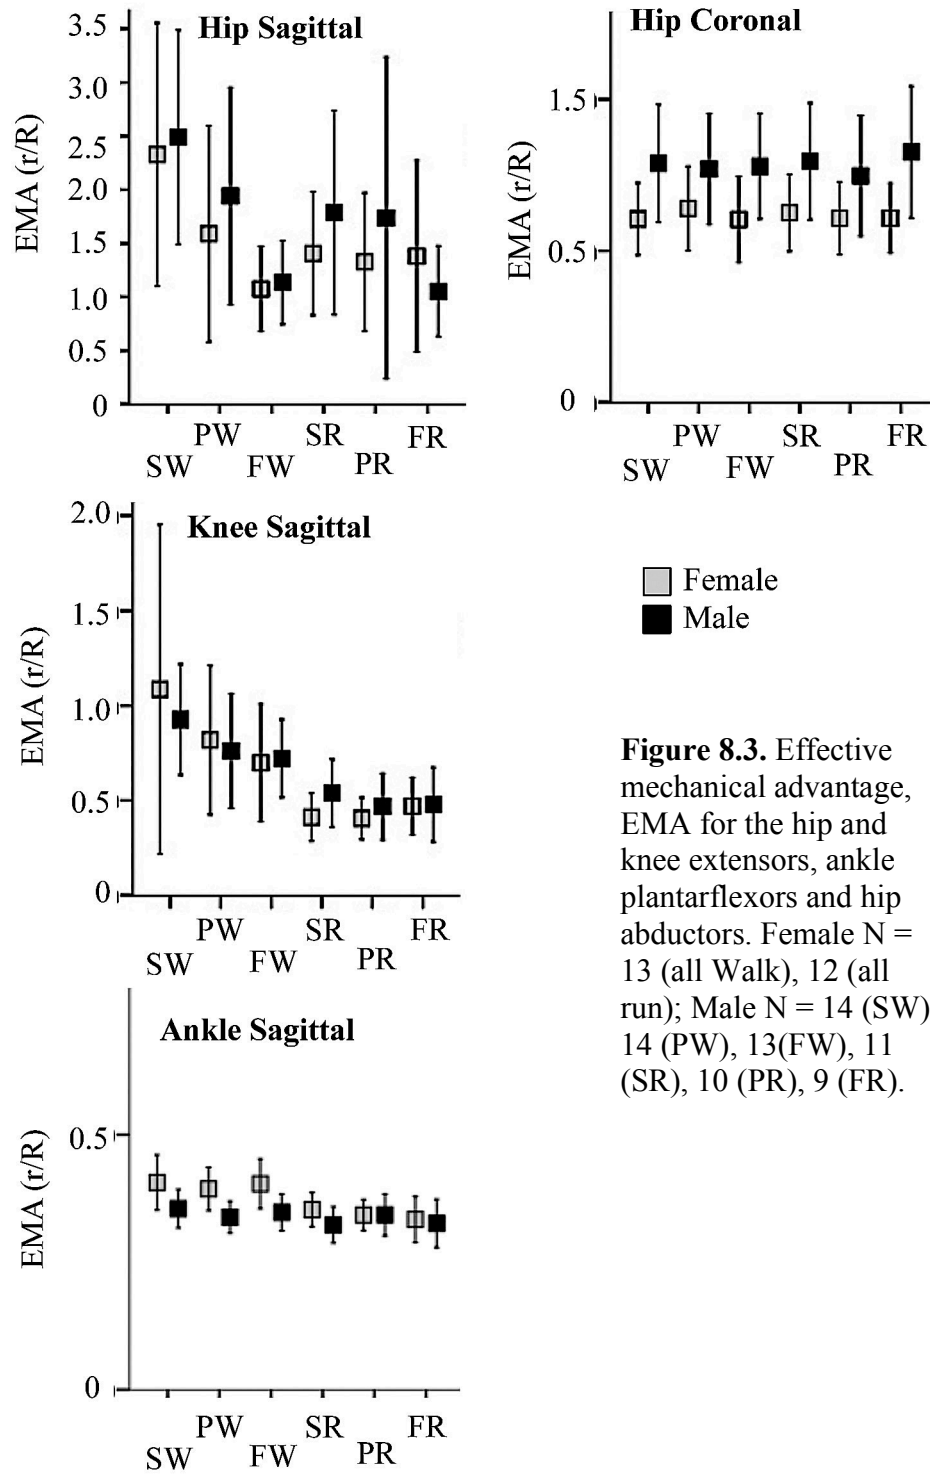 Hip Sagittal
EMA (r/R)
3.5
3.0
2.5
2.0
1.5
1.0
0.5
0
PW SR FR
SW FW PR
Hip Coronal
EMA (r/R)
1.5
0.5
0
PW SR FR
SW FW PR
Knee Sagittal
EMA (r/R)
2.0
1.5
1.0
0.5
0
PW SR FR
SW FW PR
Female
Male
Figure 8.3. Effective
mechanical advantage,
EMA for the hip and
knee extensors, ankle
plantarflexors and hip
abductors. Female N =
13 (all Walk), 12 (all
run); Male N = 14 (SW)
14 (PW), 13(FW), 11
(SR), 10 (PR), 9 (FR).
Ankle Sagittal
EMA (r/R)
0.5
0
PW SR FR
SW FW PR